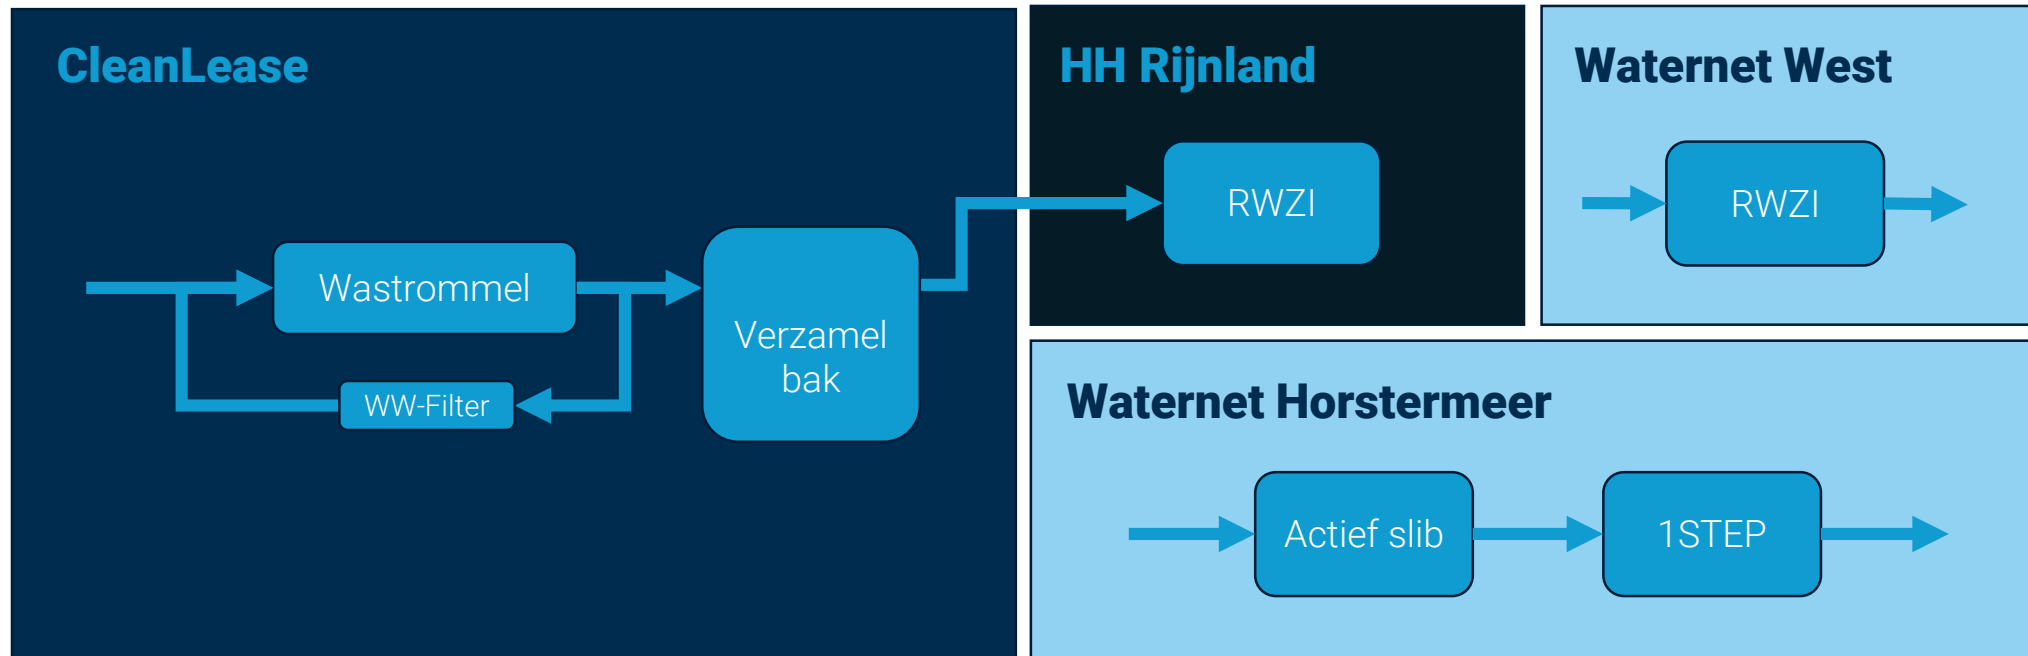 CleanLease
Wastrommel
WW-Filter
Verzamel
bak
HH Rijnland
RWZI
Waternet West
RWZI
Waternet Horstermeer
Actief slib
1STEP